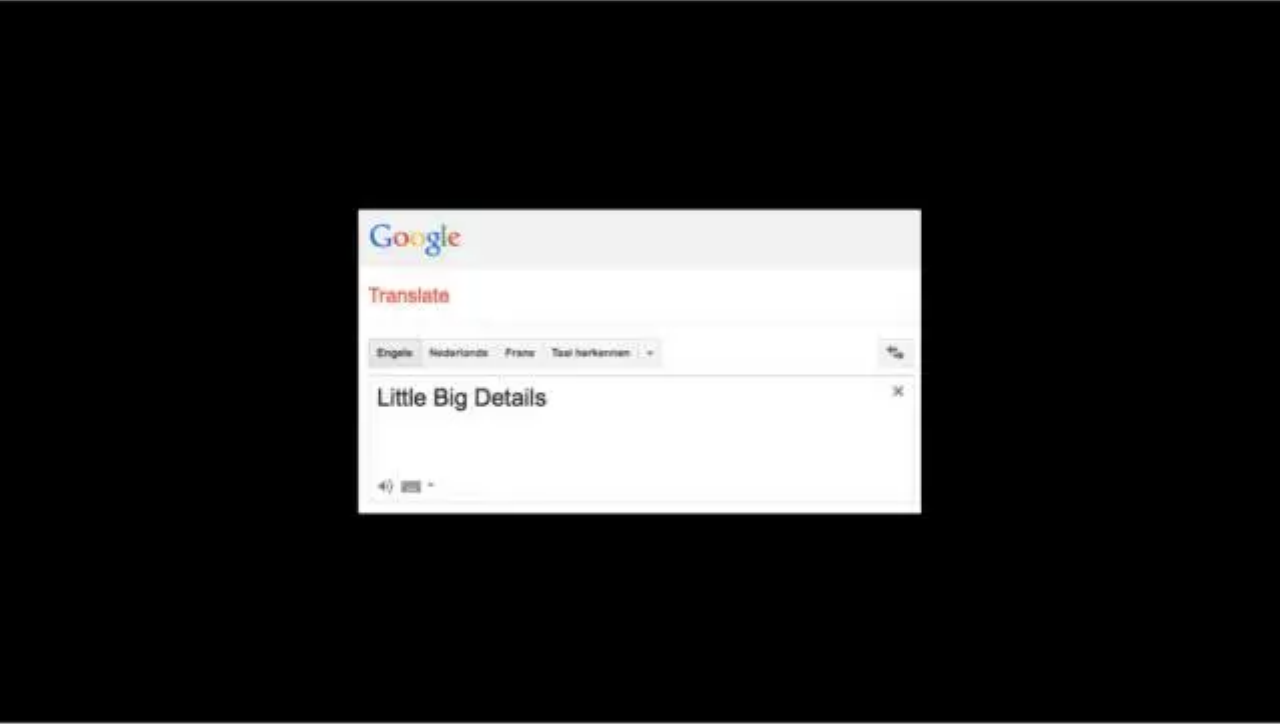 Google
Translate
Engels Nederlands Frans Taal herkennen
Little Big Details